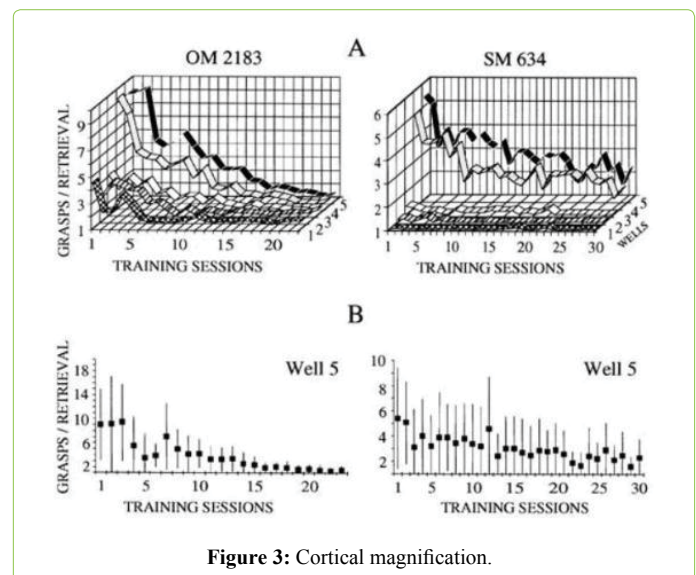 A
OM 2183
SM 634
GRASPS / RETRIEVAL
9
7
5
3
1
1 5 10 15 20
1 2 3 4 5
TRAINING SESSIONS
6
5
4
3
2
1
1 5 10 15 20 25 30
1 2 3 4 5
WELLS
TRAINING SESSIONS
B
GRASPS / RETRIEVAL
Well 5
18
14
10
6
2
1 5 10 15 20
TRAINING SESSIONS
Well 5
10
8
6
4
2
1 5 10 15 20 25 30
TRAINING SESSIONS
Figure 3: Cortical magnification.